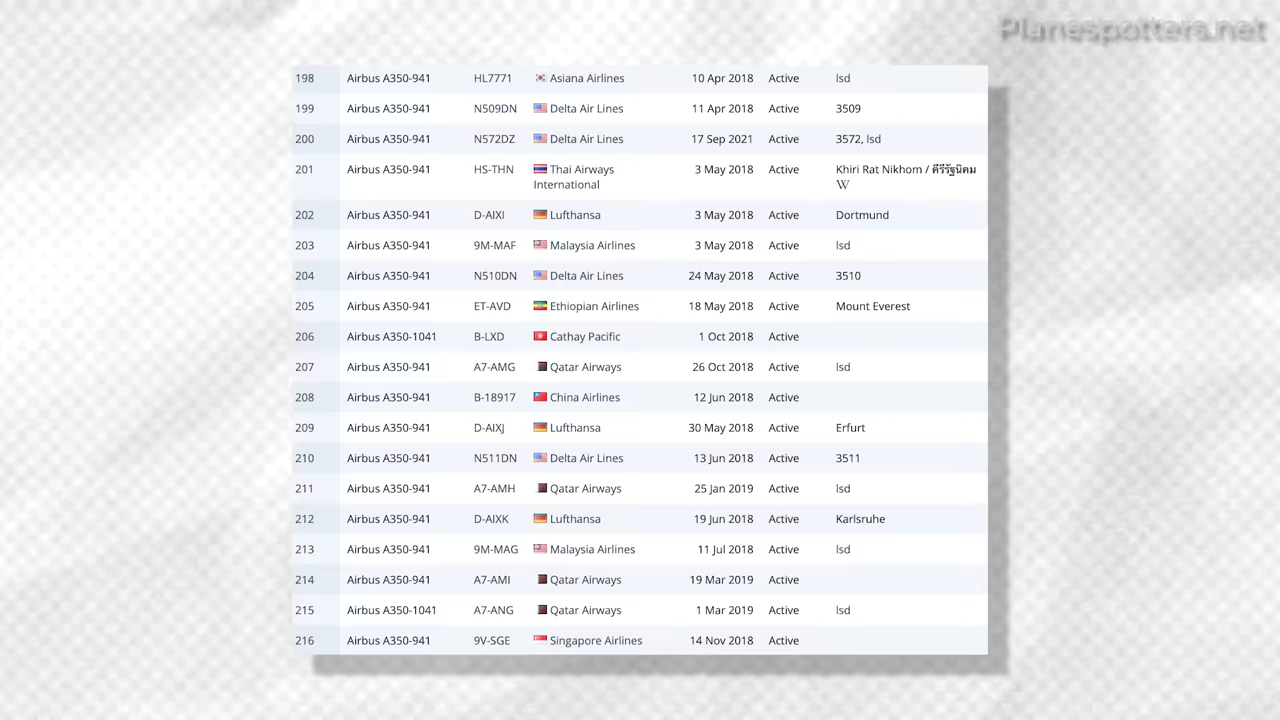 Planespotters.net
198 Airbus A350-941 HL7771 Asiana Airlines 10 Apr 2018 Active lsd
199 Airbus A350-941 N509DN Delta Air Lines 11 Apr 2018 Active 3509
200 Airbus A350-941 N572DZ Delta Air Lines 17 Sep 2021 Active 3572, lsd
201 Airbus A350-941 HS-THN Thai Airways 3 May 2018 Active Khiri Rat Nikhom / คีรีรัฐนิคม
International W
202 Airbus A350-941 D-AIXI Lufthansa 3 May 2018 Active Dortmund
203 Airbus A350-941 9M-MAF Malaysia Airlines 3 May 2018 Active lsd
204 Airbus A350-941 N510DN Delta Air Lines 24 May 2018 Active 3510
205 Airbus A350-941 ET-AVD Ethiopian Airlines 18 May 2018 Active Mount Everest
206 Airbus A350-1041 B-LXD Cathay Pacific 1 Oct 2018 Active
207 Airbus A350-941 A7-AMG Qatar Airways 26 Oct 2018 Active lsd
208 Airbus A350-941 B-18917 China Airlines 12 Jun 2018 Active
209 Airbus A350-941 D-AIXJ Lufthansa 30 May 2018 Active Erfurt
210 Airbus A350-941 N511DN Delta Air Lines 13 Jun 2018 Active 3511
211 Airbus A350-941 A7-AMH Qatar Airways 25 Jan 2019 Active lsd
212 Airbus A350-941 D-AIXK Lufthansa 19 Jun 2018 Active Karlsruhe
213 Airbus A350-941 9M-MAG Malaysia Airlines 11 Jul 2018 Active lsd
214 Airbus A350-941 A7-AMI Qatar Airways 19 Mar 2019 Active
215 Airbus A350-1041 A7-ANG Qatar Airways 1 Mar 2019 Active lsd
216 Airbus A350-941 9V-SGE Singapore Airlines 14 Nov 2018 Active